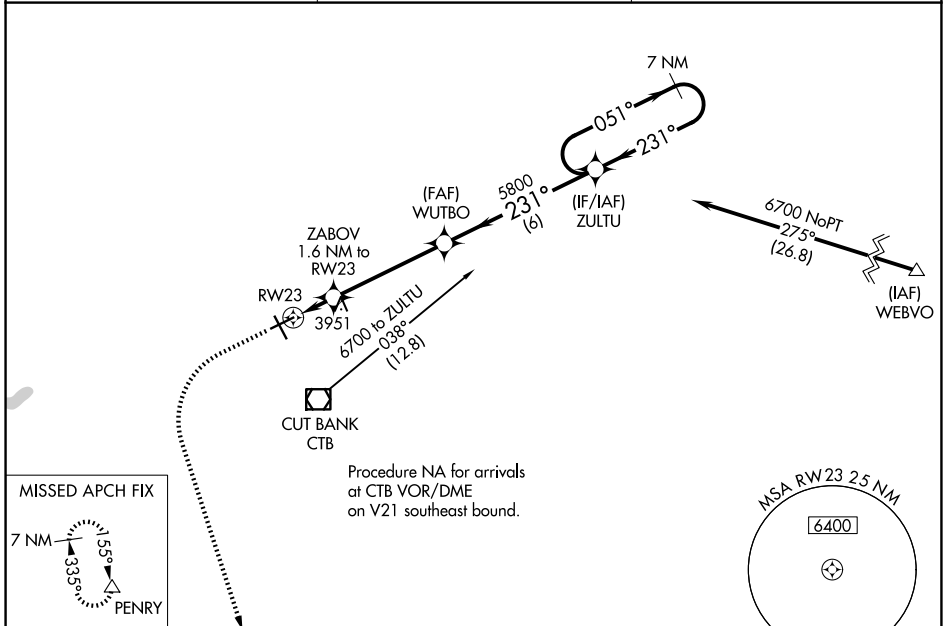 7 NM
051°
231°
(IF/IAF)
ZULTU
5800
231°
(6)
(FAF)
WUTBO
6700 NoPT
275°
(26.8)
(IAF)
WEBVO
ZABOV
1.6 NM to
RW23
RW23
3951
6700 to ZULTU
038°
(12.8)
CUT BANK
CTB
Procedure NA for arrivals
at CTB VOR/DME
on V21 southeast bound.
MISSED APCH FIX
7 NM
155°
335°
PENRY
MSA RW23 25 NM
6400